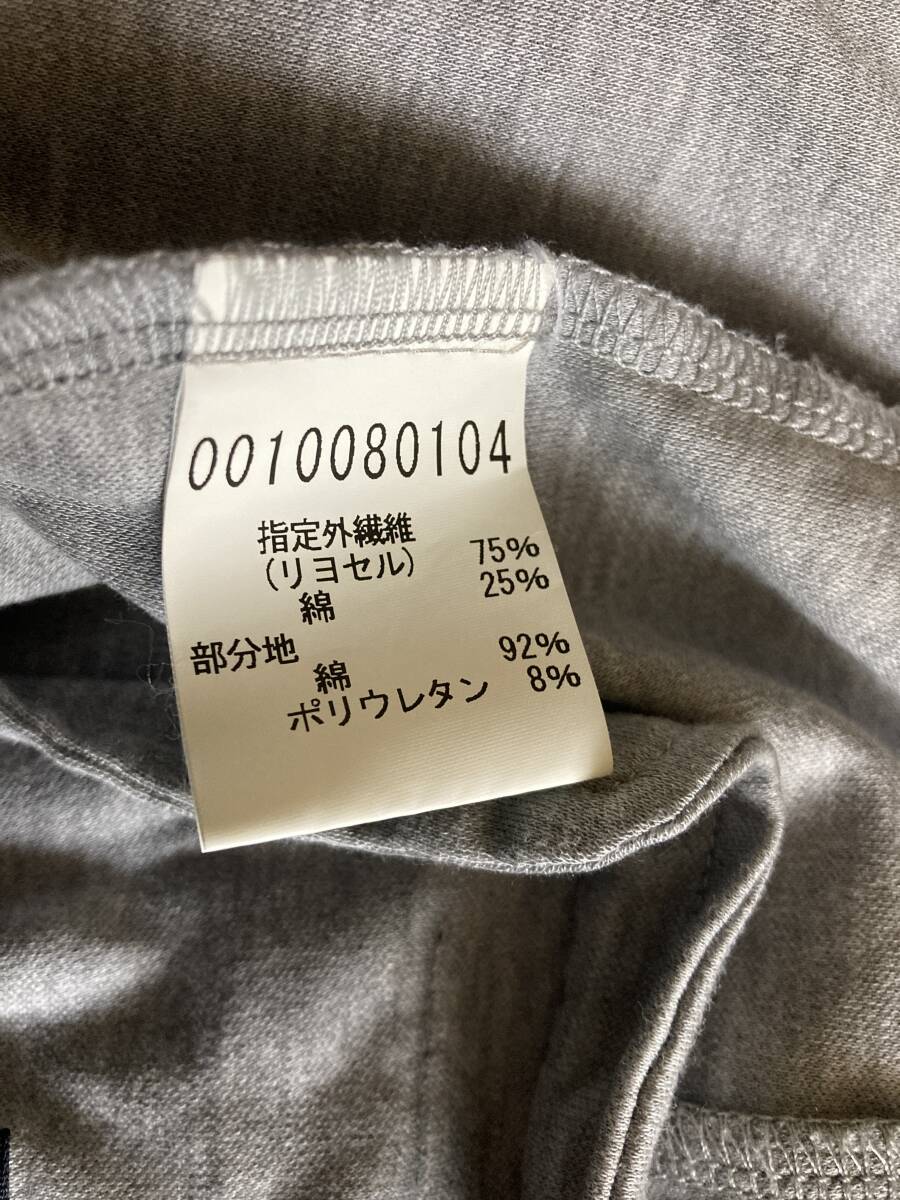 0010080104
指定外繊維
(リヨセル) 75%
綿 25%
部分地
綿 92%
ポリウレタン 8%